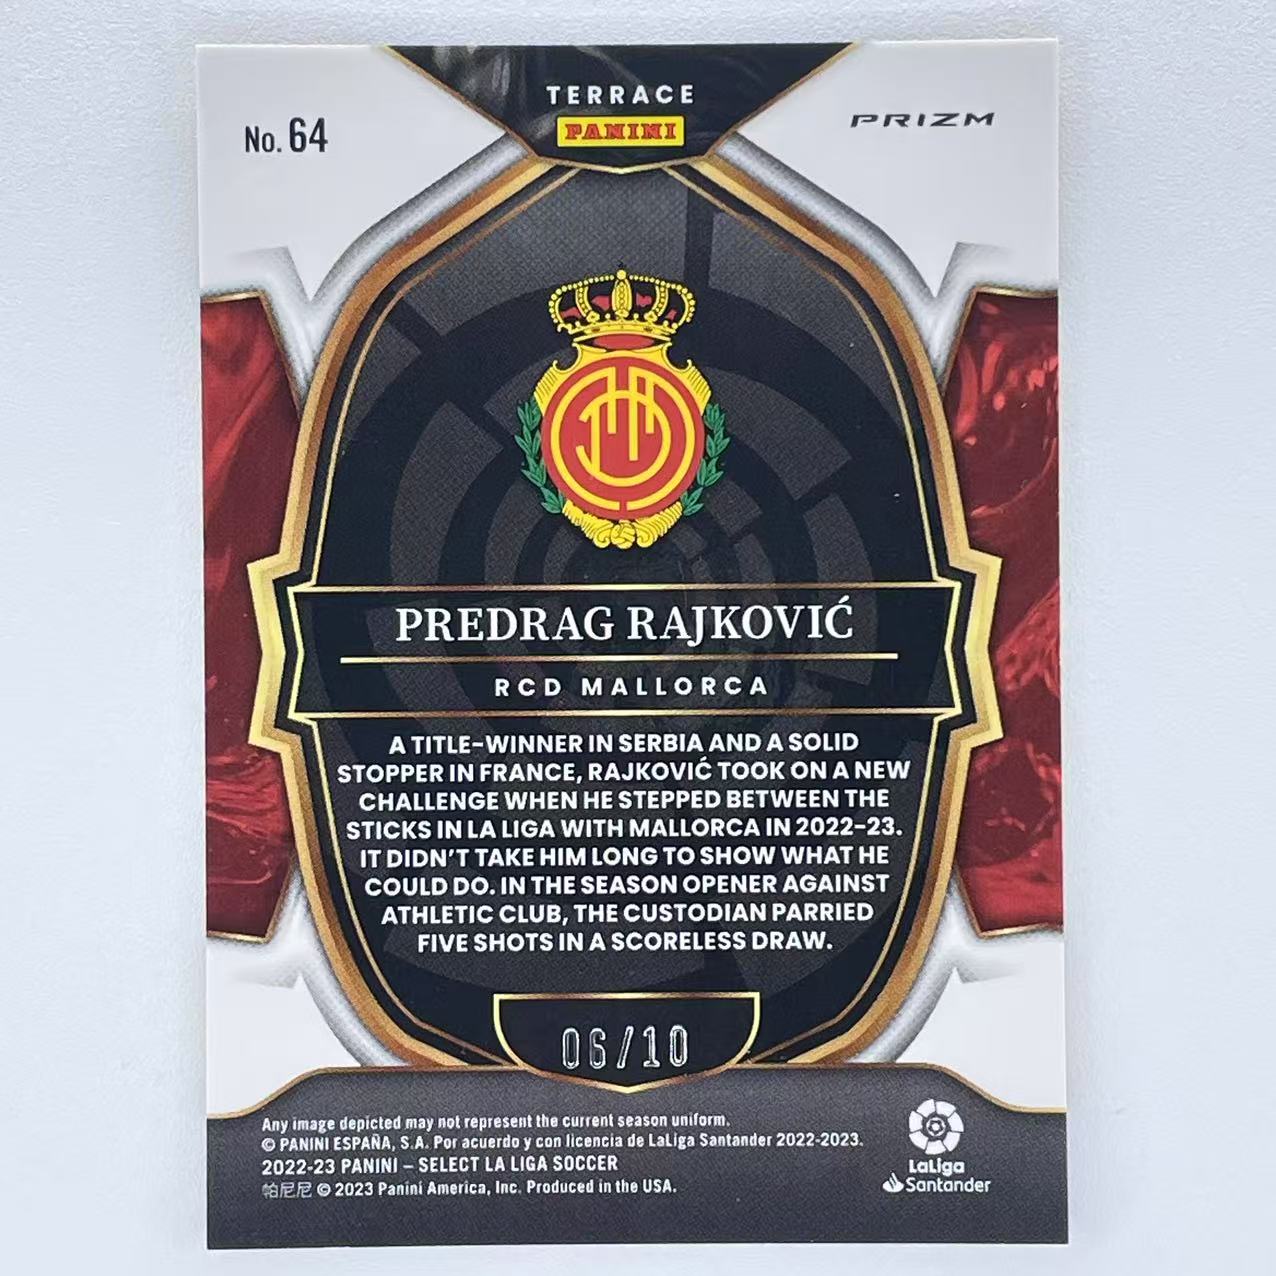 TERRACE
PANINI
No. 64
PRIZM
PREDRAG RAJKOVIĆ
RCD MALLORCA
A TITLE-WINNER IN SERBIA AND A SOLID
STOPPER IN FRANCE, RAJKOVIĆ TOOK ON A NEW
CHALLENGE WHEN HE STEPPED BETWEEN THE
STICKS IN LA LIGA WITH MALLORCA IN 2022-23.
IT DIDN'T TAKE HIM LONG TO SHOW WHAT HE
COULD DO. IN THE SEASON OPENER AGAINST
ATHLETIC CLUB, THE CUSTODIAN PARRIED
FIVE SHOTS IN A SCORELESS DRAW.
06/10
Any image depicted may not represent the current season uniform.
© PANINI ESPAÑA, S.A. Por acuerdo y con licencia de LaLiga Santander 2022-2023.
2022-23 PANINI – SELECT LA LIGA SOCCER
帕尼尼 © 2023 Panini America, Inc. Produced in the USA.
LaLiga
Santander